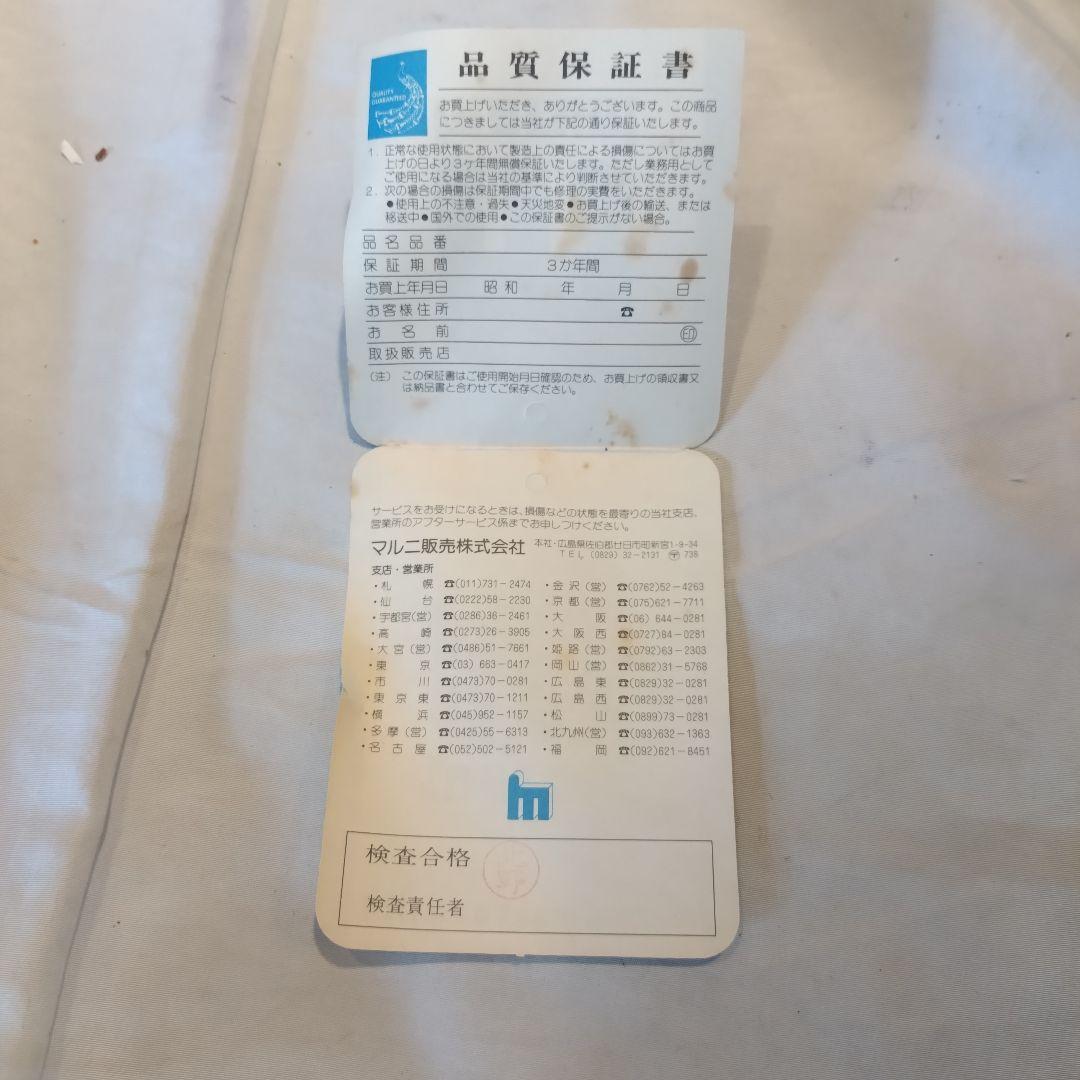 品質保証書
QUALITY
GUARANTEED
お買上げいただき、ありがとうございます。この商品
につきましては当社が下記の通り保証いたします。
1. 正常な使用状態において製造上の責任による損傷についてはお買
上げの日より3ヶ年間無償保証いたします。ただし業務用として
ご使用になる場合は当社の基準により判断させていただきます。
2. 次の場合の損傷は保証期間中でも修理の実費をいただきます。
●使用上の不注意・過失●天災地変●お買上げ後の輸送、または
移送中●国外での使用●この保証書のご提示がない場合。
品名品番
保証期間 3か年間
お買上年月日 昭和 年 月 日
お客様住所 ☎
お名前 ㊞
取扱販売店
(注) この保証書はご使用開始月日確認のため、お買上げの領収書又
は納品書と合わせてご保存ください。
サービスをお受けになるときは、損傷などの状態を最寄りの当社支店、
営業所のアフターサービス係までお申しつけください。
マルニ販売株式会社 本社・広島県佐伯郡廿日市町新宮1-9-34
TEL (0829) 32-2131 〒 738
支店・営業所
・札幌 ☎(011)731-2474 ・金沢(営) ☎(0762)52-4263
・仙台 ☎(0222)58-2230 ・京都(営) ☎(075)621-7711
・宇都宮(営) ☎(0286)36-2461 ・大阪 ☎(06) 644-0281
・高崎 ☎(0273)26-3905 ・大阪西 ☎(0727)84-0281
・大宮(営) ☎(0486)51-7661 ・姫路(営) ☎(0792)63-2303
・東京 ☎(03) 663-0417 ・岡山(営) ☎(0862)31-5768
・市川 ☎(0473)70-0281 ・広島東 ☎(0829)32-0281
・東京東 ☎(0473)70-1211 ・広島西 ☎(0829)32-0281
・横浜 ☎(045)952-1157 ・松山 ☎(0899)73-0281
・多摩(営) ☎(0425)55-6313 ・北九州(営) ☎(093)632-1363
・名古屋 ☎(052)502-5121 ・福岡 ☎(092)621-8451
m
検査合格
検査責任者